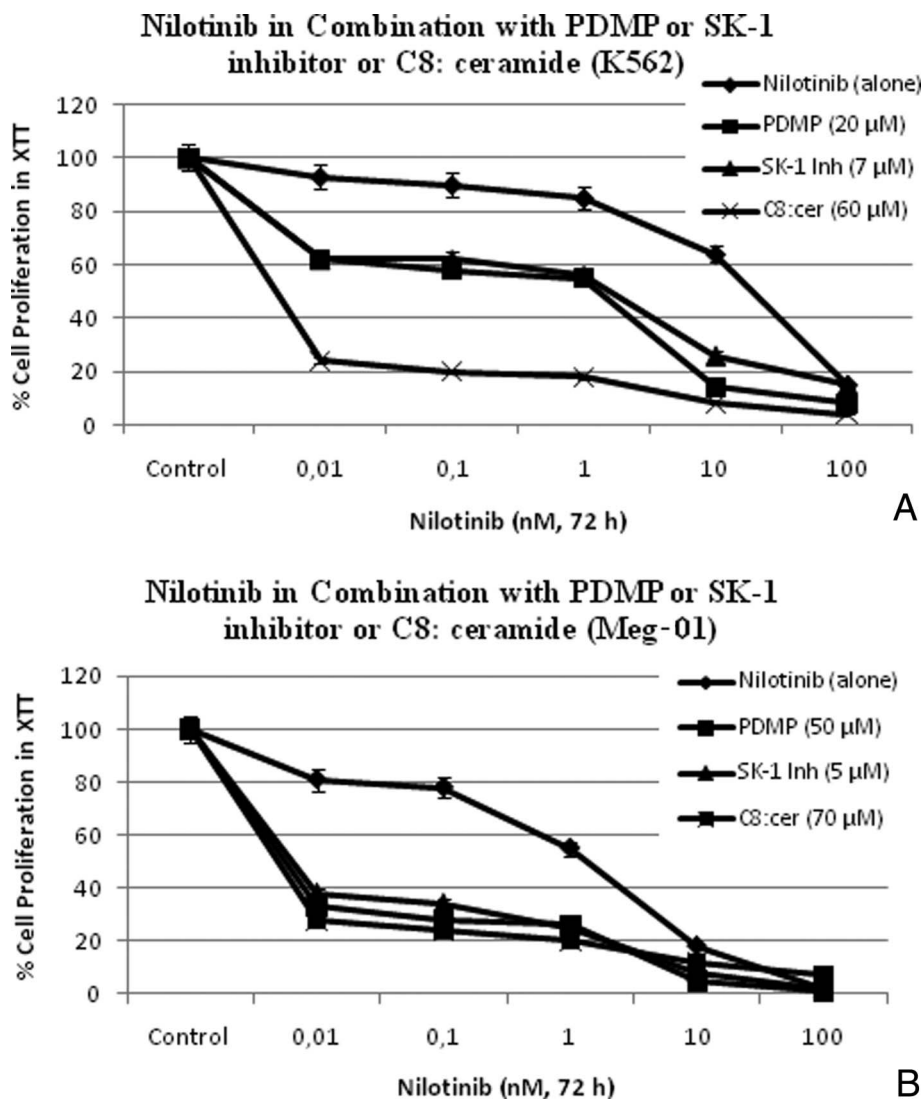 Nilotinib in Combination with PDMP or SK-1
inhibitor or C8: ceramide (K562)
Nilotinib (alone)
PDMP (20 µM)
SK-1 Inh (7 µM)
C8:cer (60 µM)
% Cell Proliferation in XTT
120
100
80
60
40
20
0
Control 0,01 0,1 1 10 100
Nilotinib (nM, 72 h)
A
Nilotinib in Combination with PDMP or SK-1
inhibitor or C8: ceramide (Meg-01)
Nilotinib (alone)
PDMP (50 µM)
SK-1 Inh (5 µM)
C8:cer (70 µM)
% Cell Proliferation in XTT
120
100
80
60
40
20
0
Control 0,01 0,1 1 10 100
Nilotinib (nM, 72 h)
B